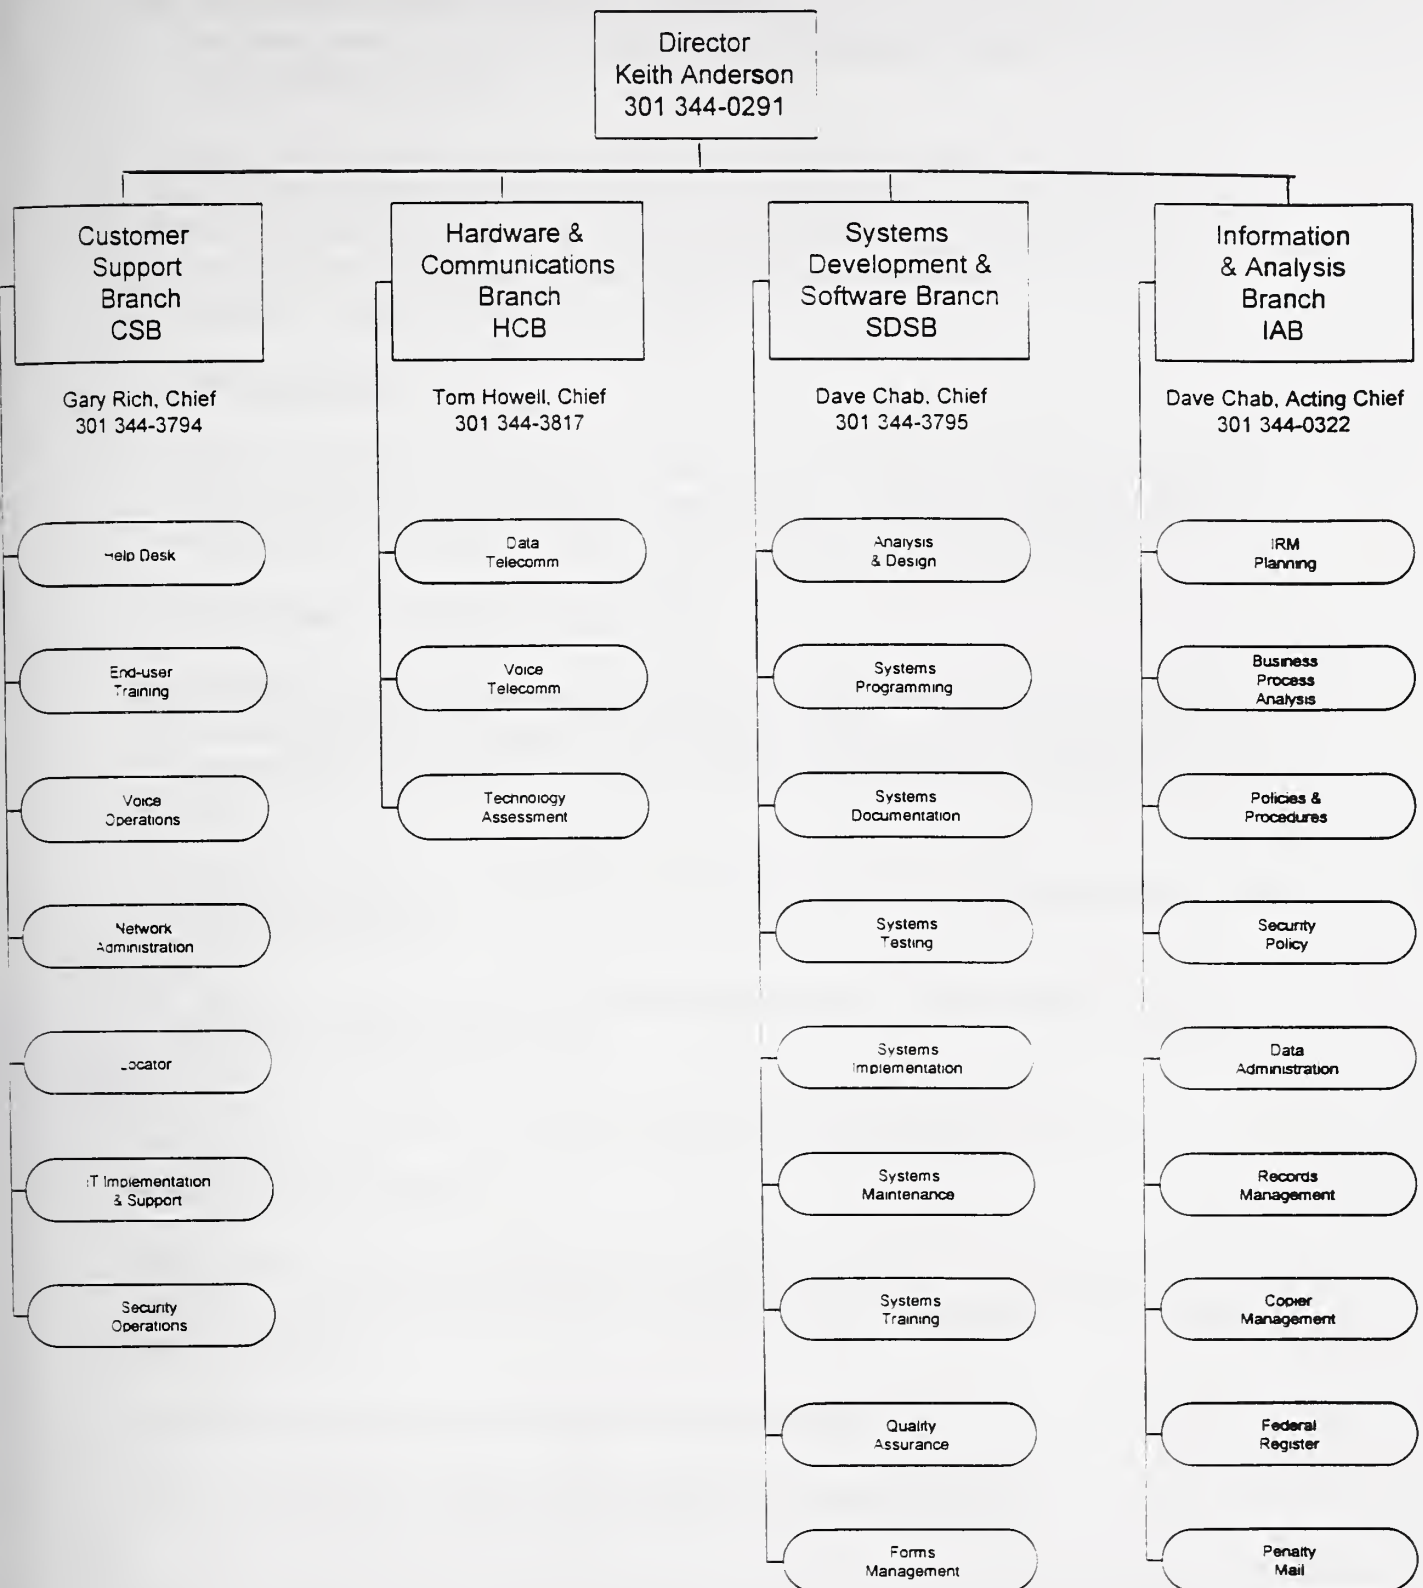 Director
Keith Anderson
301 344-0291
Customer
Support
Branch
CSB
Gary Rich, Chief
301 344-3794
Help Desk
End-user
Training
Voice
Operations
Network
Administration
Locator
IT Implementation
& Support
Security
Operations
Hardware &
Communications
Branch
HCB
Tom Howell, Chief
301 344-3817
Data
Telecomm
Voice
Telecomm
Technology
Assessment
Systems
Development &
Software Branch
SDSB
Dave Chab, Chief
301 344-3795
Analysis
& Design
Systems
Programming
Systems
Documentation
Systems
Testing
Systems
Implementation
Systems
Maintenance
Systems
Training
Quality
Assurance
Forms
Management
Information
& Analysis
Branch
IAB
Dave Chab, Acting Chief
301 344-0322
IRM
Planning
Business
Process
Analysis
Policies &
Procedures
Security
Policy
Data
Administration
Records
Management
Copier
Management
Federal
Register
Penalty
Mail